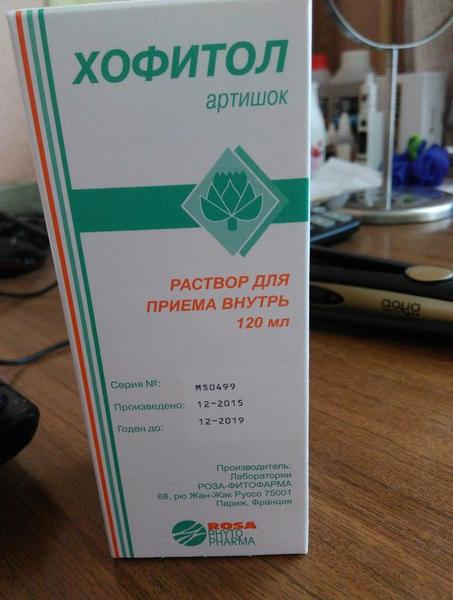 ХОФИТОЛ
артишок
РАСТВОР ДЛЯ
ПРИЕМА ВНУТРЬ
120 мл
Серия №: MS0499
Произведено: 12-2015
Годен до: 12-2019
Производитель:
Лаборатории
РОЗА-ФИТОФАРМА
68, рю Жан-Жак Руссо 75001
Париж, Франция
ROSA
PHYTO
PHARMA
aqua